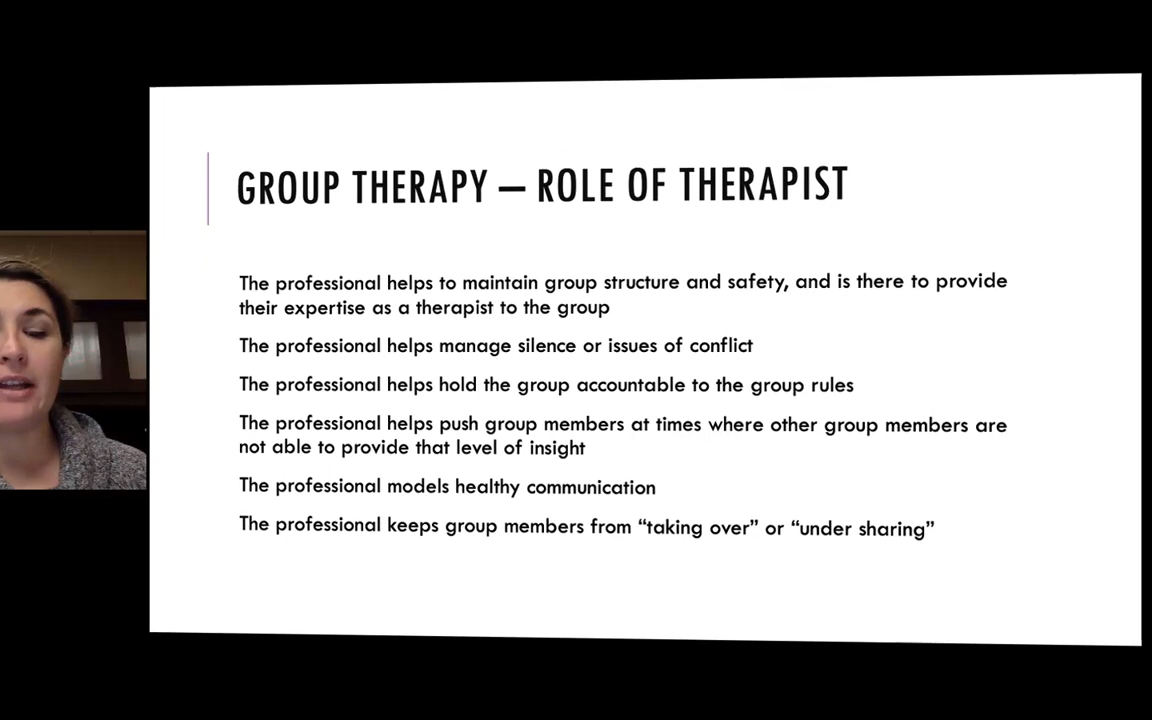 GROUP THERAPY – ROLE OF THERAPIST
The professional helps to maintain group structure and safety, and is there to provide
their expertise as a therapist to the group
The professional helps manage silence or issues of conflict
The professional helps hold the group accountable to the group rules
The professional helps push group members at times where other group members are
not able to provide that level of insight
The professional models healthy communication
The professional keeps group members from “taking over” or “under sharing”